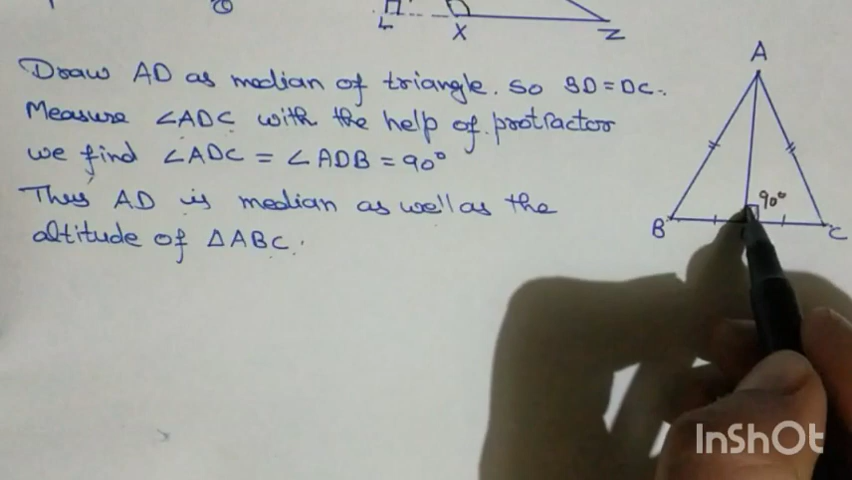 L
X
Z
Draw AD as median of triangle. So BD = DC.
Measure ∠ADC with the help of protractor
we find ∠ADC = ∠ADB = 90°
Thus AD is median as well as the
altitude of △ABC.
A
90°
B
C
InShOt